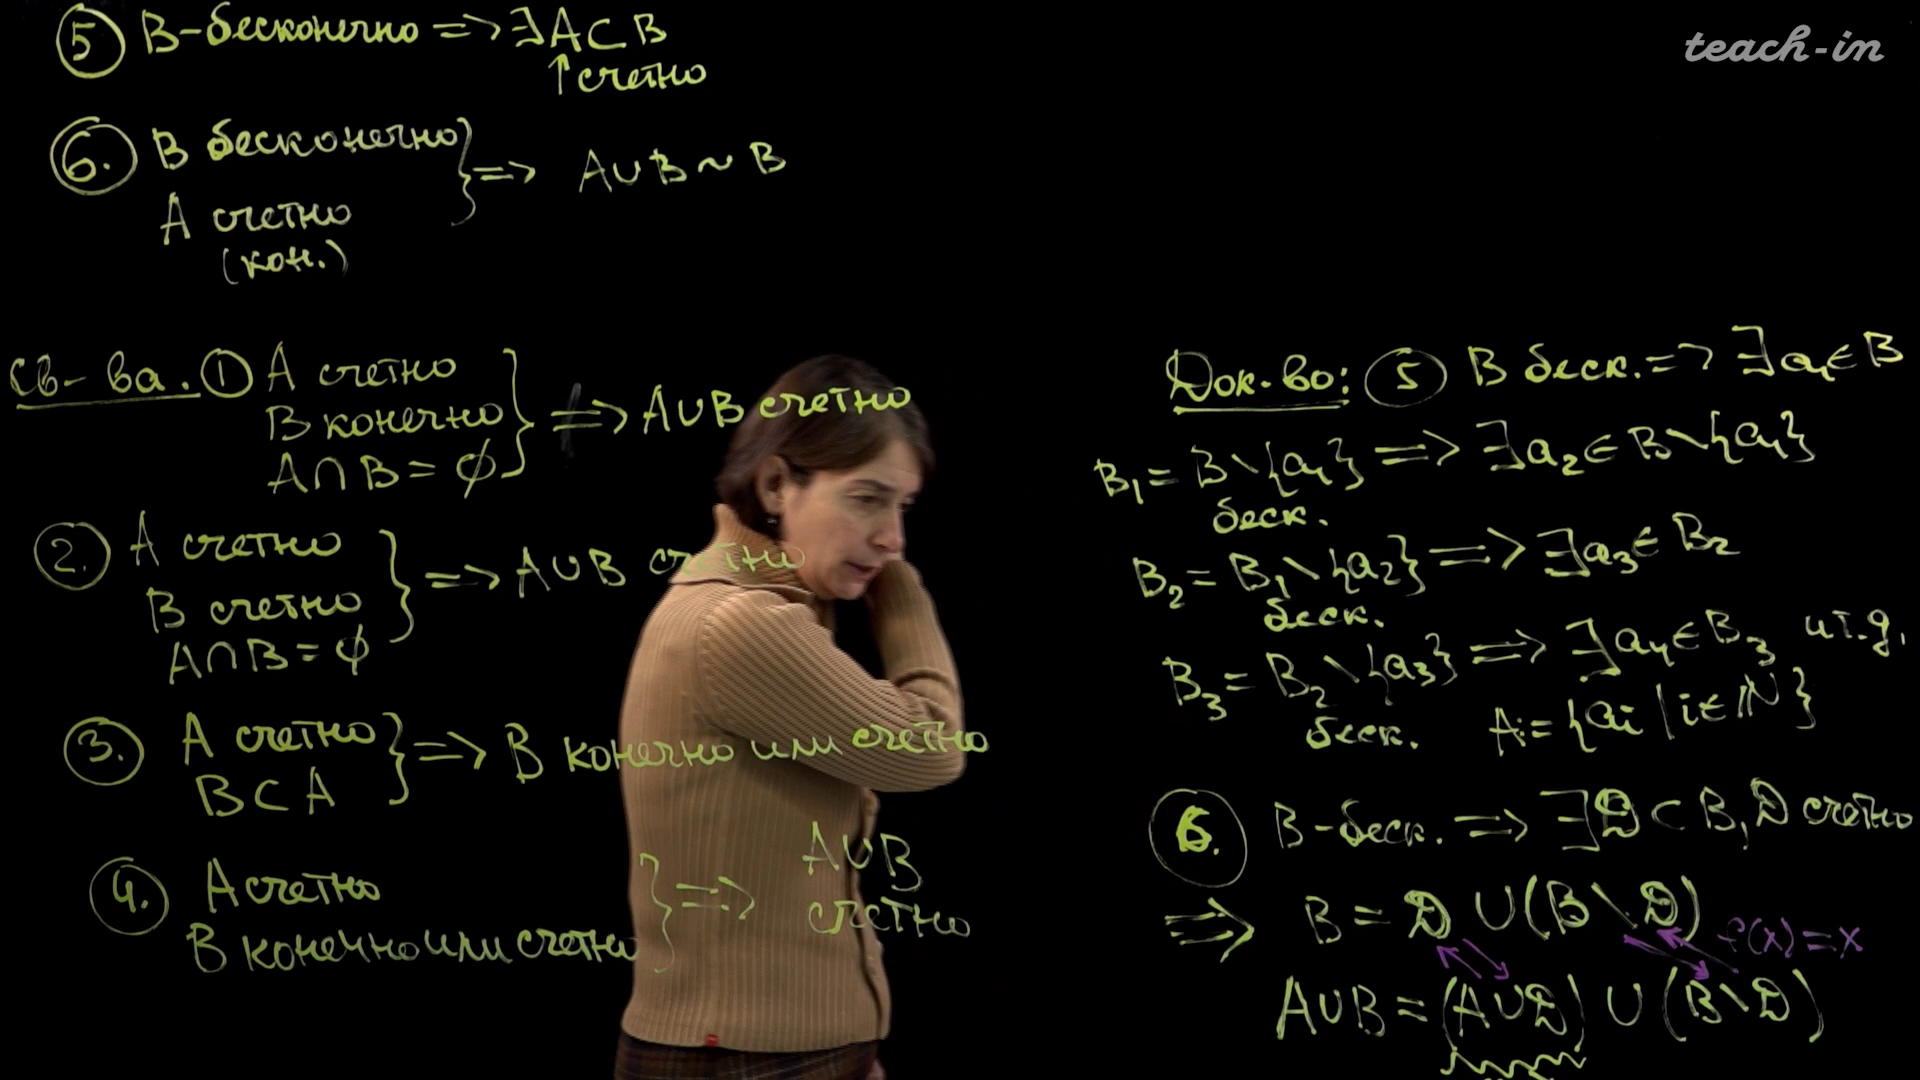 teach-in
⑤ B-бесконечно => ∃A⊂B
↑счетно
⑥. B бесконечно
A счетно
(кон.)
} => A∪B ~ B
Св-ва. ① A счетно
B конечно
A∩B = ∅
} => A∪B счетно
②. A счетно
B счетно
A∩B = ∅
} => A∪B счетно
③. A счетно
B⊂A
} => B конечно или счетно
④. A счетно
B конечно или счетно
} => A∪B
счетно
Док-во: ⑤ B беск. => ∃a₁∈B
B₁ = B\{a₁} => ∃a₂∈B\{a₁}
беск.
B₂ = B₁\{a₂} => ∃a₃∈B₂
беск.
B₃ = B₂\{a₃} => ∃a₄∈B₃ и т.д.
беск. A:= {aᵢ | i∈ℕ}
⑥. B-беск. => ∃D⊂B, D счетно
=> B = D ∪(B\D)
f(x)=x
A∪B = (A∪D) ∪ (B\D)